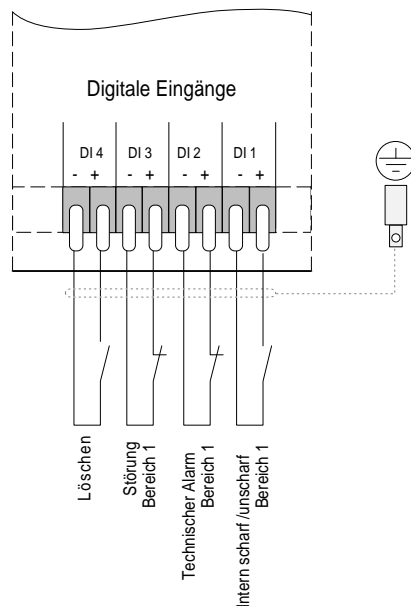 Digitale Eingänge
DI 4 DI 3 DI 2 DI 1
- + - + - + - +
Löschen
Störung
Bereich 1
Technischer Alarm
Bereich 1
Intern scharf /unscharf
Bereich 1